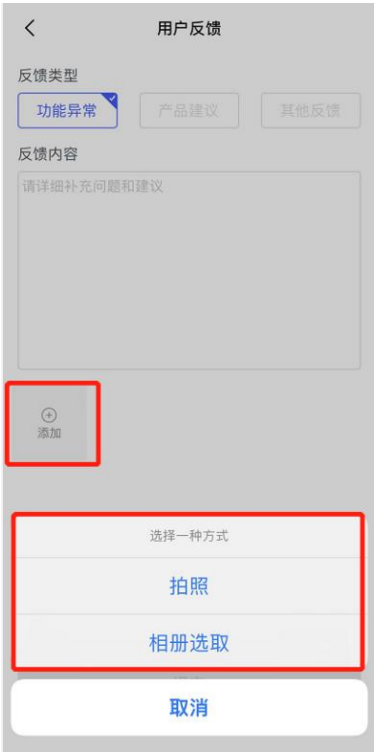 用户反馈
反馈类型
功能异常 产品建议 其他反馈
反馈内容
请详细补充问题和建议
添加
选择一种方式
拍照
相册选取
取消